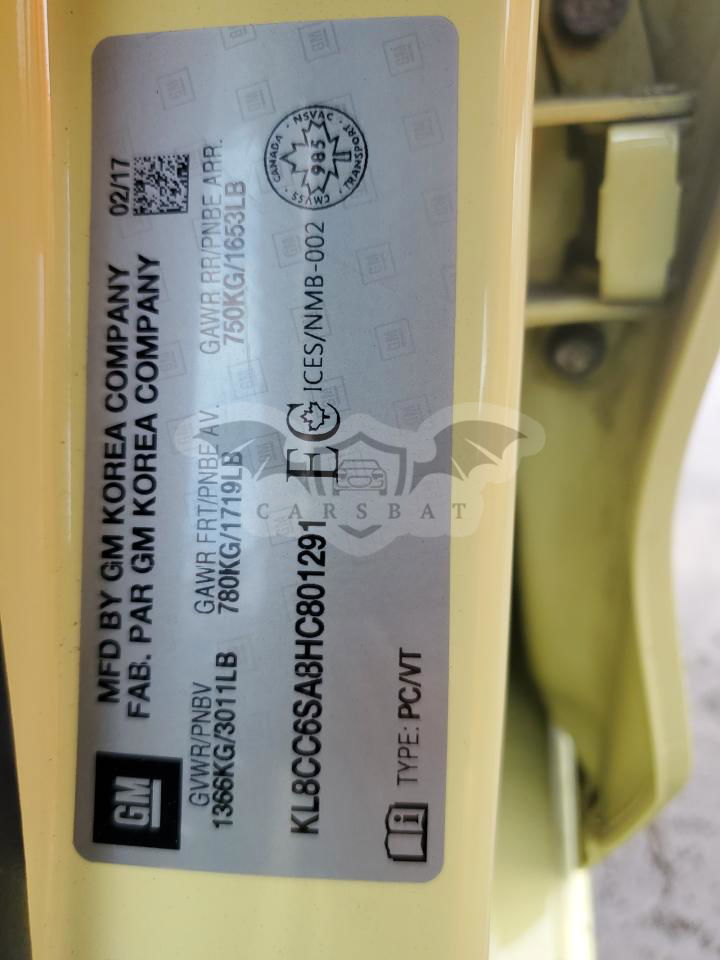 GM
MFD BY GM KOREA COMPANY 02/17
FAB. PAR GM KOREA COMPANY
GVWR/PNBV GAWR FRT/PNBE AV. GAWR RR/PNBE ARR.
1366KG/3011LB 780KG/1719LB 750KG/1653LB
KL8CC6SA8HC801291 EC ICES/NMB-002
CANADA · NSVAC · TRANSPORT · CMVSS
985
TYPE: PC/VT
CARSBAT